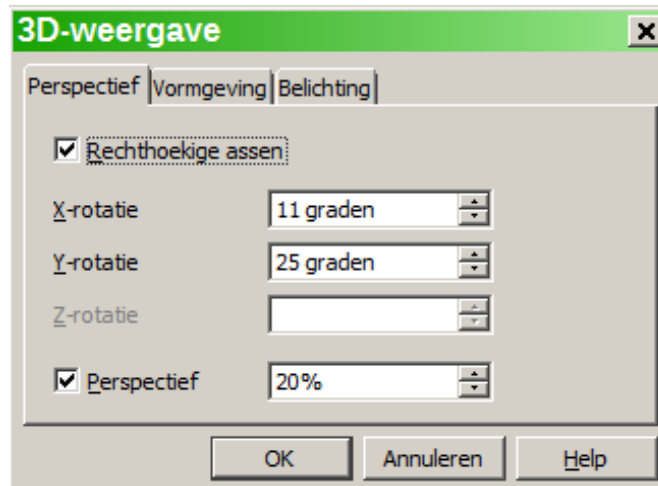 3D-weergave
Perspectief Vormgeving Belichting
Rechthoekige assen
X-rotatie 11 graden
Y-rotatie 25 graden
Z-rotatie
Perspectief 20%
OK Annuleren Help